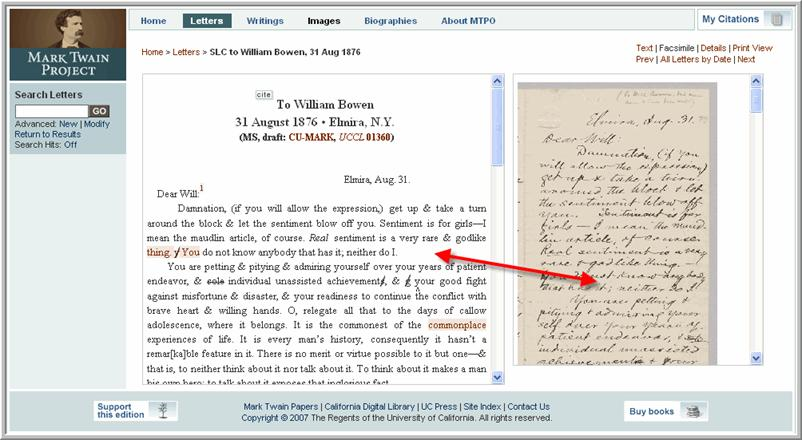 MARK TWAIN
PROJECT
Home Letters Writings Images Biographies About MTPO
My Citations
Home > Letters > SLC to William Bowen, 31 Aug 1876
Text | Facsimile | Details | Print View
Prev | All Letters by Date | Next
Search Letters
GO
Advanced: New | Modify
Return to Results
Search Hits: Off
cite
To William Bowen
31 August 1876 • Elmira, N.Y.
(MS, draft: CU-MARK, UCCL 01360)
Elmira, Aug. 31.
Dear Will:1
Damnation, (if you will allow the expression,) get up & take a turn
around the block & let the sentiment blow off you. Sentiment is for girls—I
mean the maudlin article, of course. Real sentiment is a very rare & godlike
thing. y You do not know anybody that has it; neither do I.
You are petting & pitying & admiring yourself over your years of patient
endeavor, & sole individual unassisted achievements, & your good fight
against misfortune & disaster, & your readiness to continue the conflict with
brave heart & willing hands. O, relegate all that to the days of callow
adolescence, where it belongs. It is the commonest of the commonplace
experiences of life. It is every man's history, consequently it hasn't a
remar[ka]ble feature in it. There is no merit or virtue possible to it but one—&
that is, to neither think about it nor talk about it. To think about it makes a man
his own hero; to talk about it exposes that inglorious fact.
Elmira, Aug. 31.
Dear Will:
Damnation, (if you
will allow the expression)
get up & take a turn
around the block & let
the sentiment blow off
you. Sentiment is for
girls—I mean the maud-
lin article, of course.
Real sentiment is a very
rare & godlike thing.
You do not know anybody
that has it; neither do I.
You are petting &
pitying & admiring your-
self over your years of
patient endeavor, &
individual unassisted
achievements & your
Support
this edition
Mark Twain Papers | California Digital Library | UC Press | Site Index | Contact Us
Copyright © 2007 The Regents of the University of California. All rights reserved.
Buy books